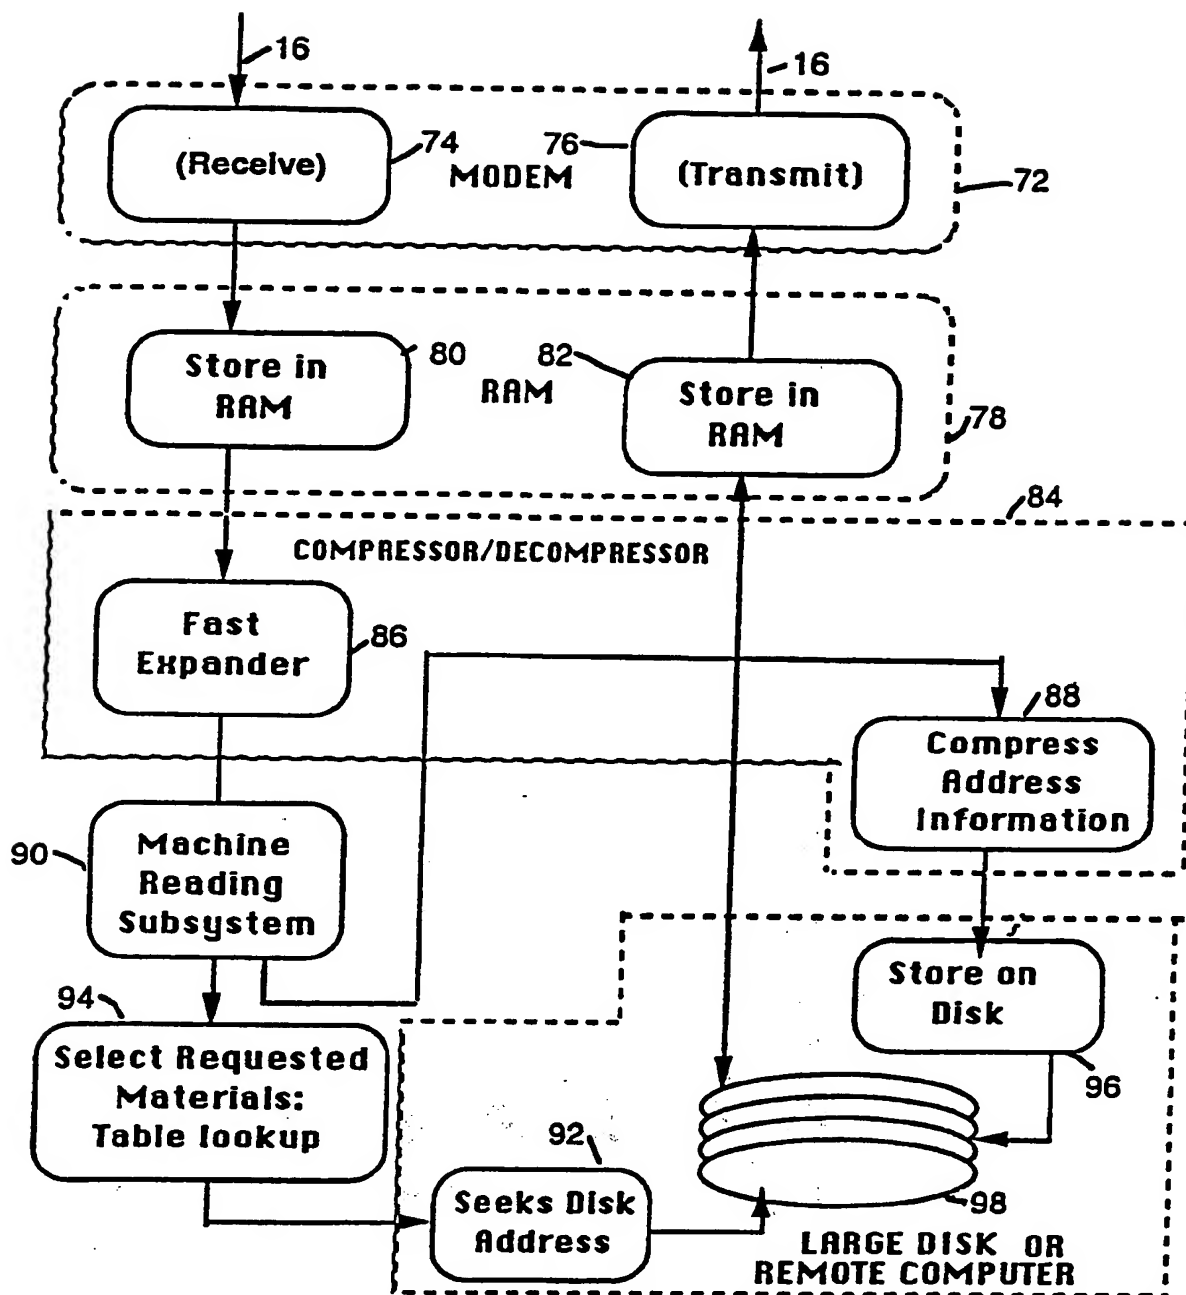 16
16
(Receive)
74
MODEM
76
(Transmit)
72
Store in
RAM
80
RAM
82
Store in
RAM
78
84
COMPRESSOR/DECOMPRESSOR
Fast
Expander
86
88
Compress
Address
Information
90
Machine
Reading
Subsystem
94
Select Requested
Materials:
Table lookup
Store on
Disk
96
92
Seeks Disk
Address
98
LARGE DISK OR
REMOTE COMPUTER